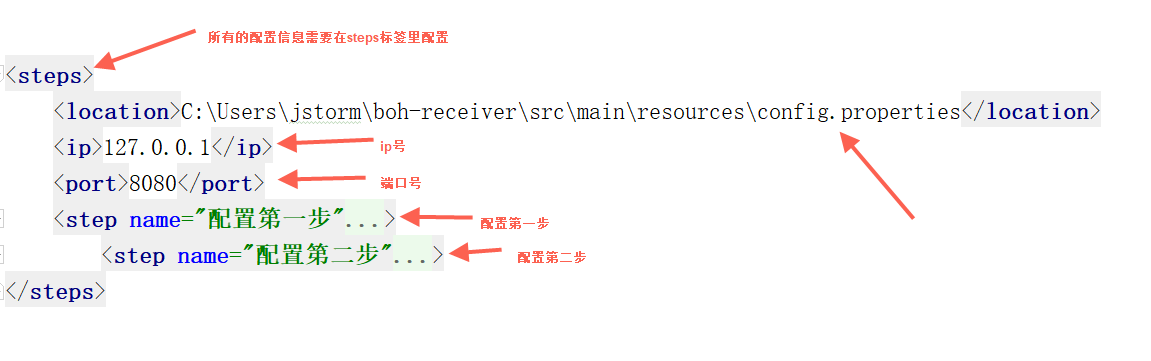 所有的配置信息需要在steps标签里配置
<steps>
<location>C:\Users\jstorm\boh-receiver\src\main\resources\config.properties</location>
<ip>127.0.0.1</ip> ip号
<port>8080</port> 端口号
<step name="配置第一步"...> 配置第一步
<step name="配置第二步"...> 配置第二步
</steps>